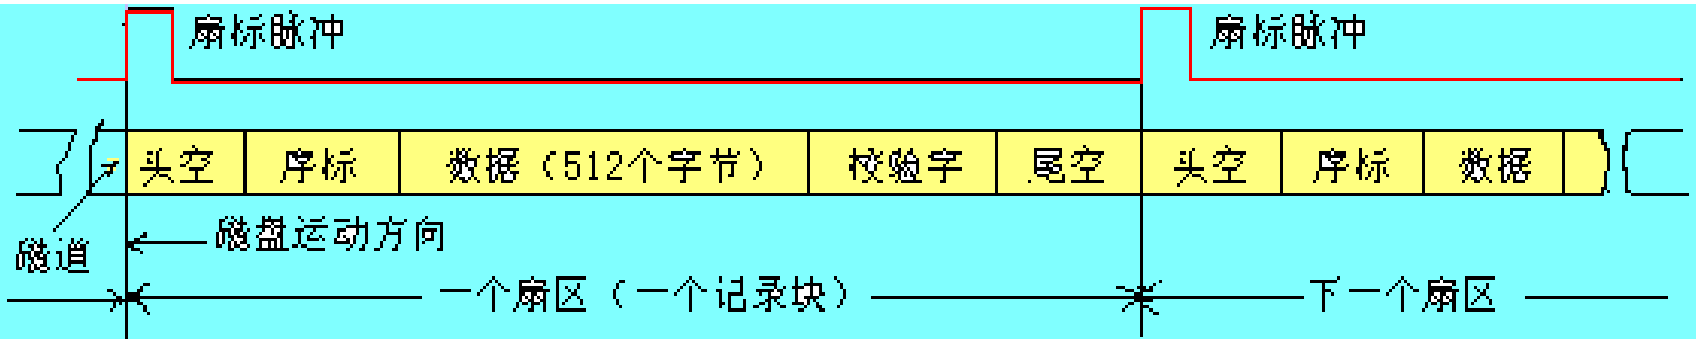 扇标脉冲 扇标脉冲
头空 序标 数据（512个字节） 校验字 尾空 头空 序标 数据
磁盘运动方向
磁道
一个扇区（一个记录块） 下一个扇区